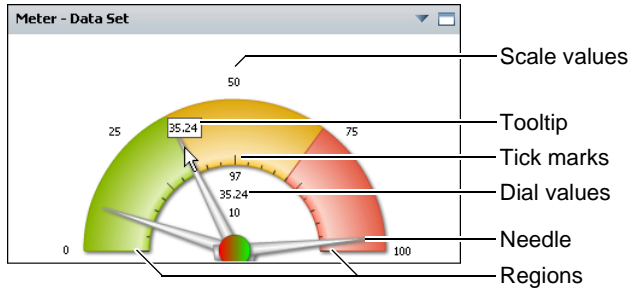 Meter - Data Set
Scale values
50
Tooltip
35.24
25
75
Tick marks
97
Dial values
35.24
10
Needle
0
100
Regions